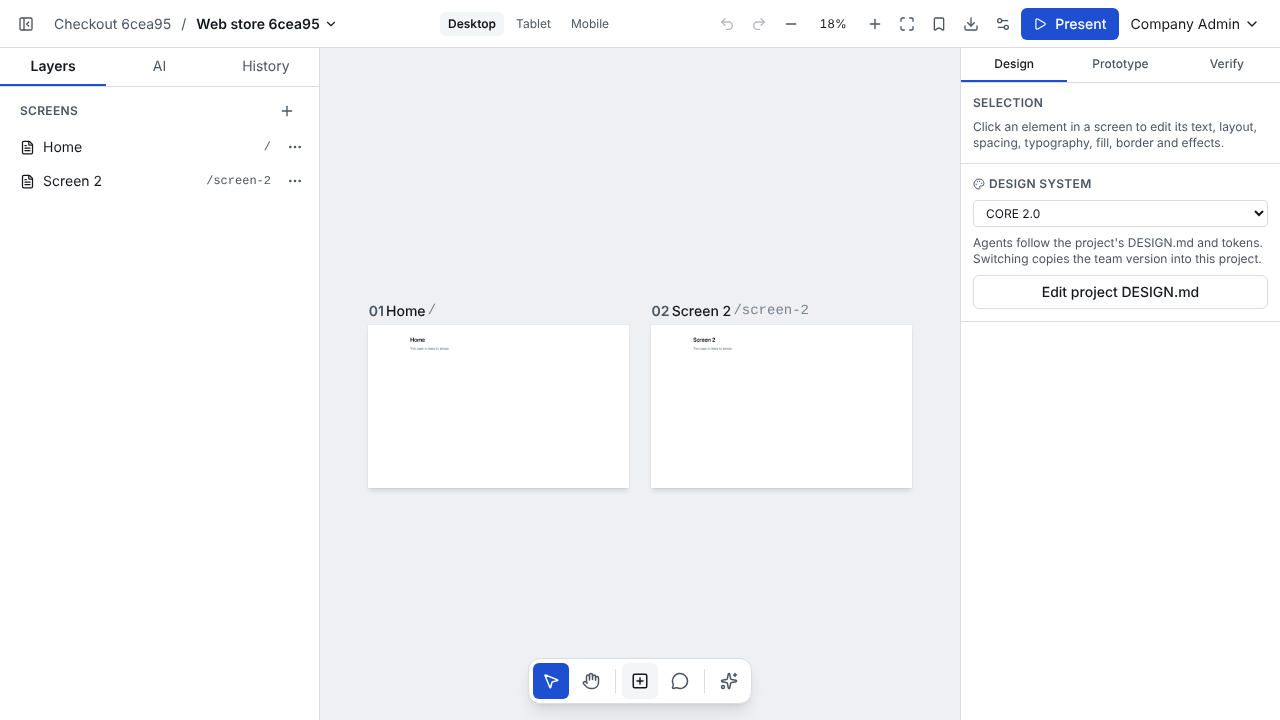 Checkout 6cea95 / Web store 6cea95
Desktop Tablet Mobile
18%
Present
Company Admin
Layers AI History
Design Prototype Verify
SCREENS
Home /
Screen 2 /screen-2
SELECTION
Click an element in a screen to edit its text, layout,
spacing, typography, fill, border and effects.
DESIGN SYSTEM
CORE 2.0
Agents follow the project's DESIGN.md and tokens.
Switching copies the team version into this project.
Edit project DESIGN.md
01 Home /
Home
02 Screen 2 /screen-2
Screen 2